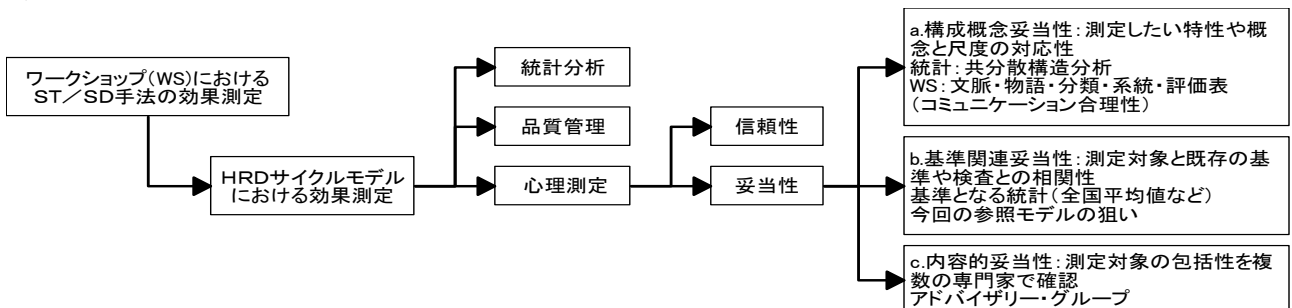 ワークショップ(WS)における
ST/SD手法の効果測定
HRDサイクルモデル
における効果測定
統計分析
品質管理
心理測定
信頼性
妥当性
a.構成概念妥当性:測定したい特性や概
念と尺度の対応性
統計:共分散構造分析
WS:文脈・物語・分類・系統・評価表
(コミュニケーション合理性)
b.基準関連妥当性:測定対象と既存の基
準や検査との相関性
基準となる統計(全国平均値など)
今回の参照モデルの狙い
c.内容的妥当性:測定対象の包括性を複
数の専門家で確認
アドバイザリー・グループ